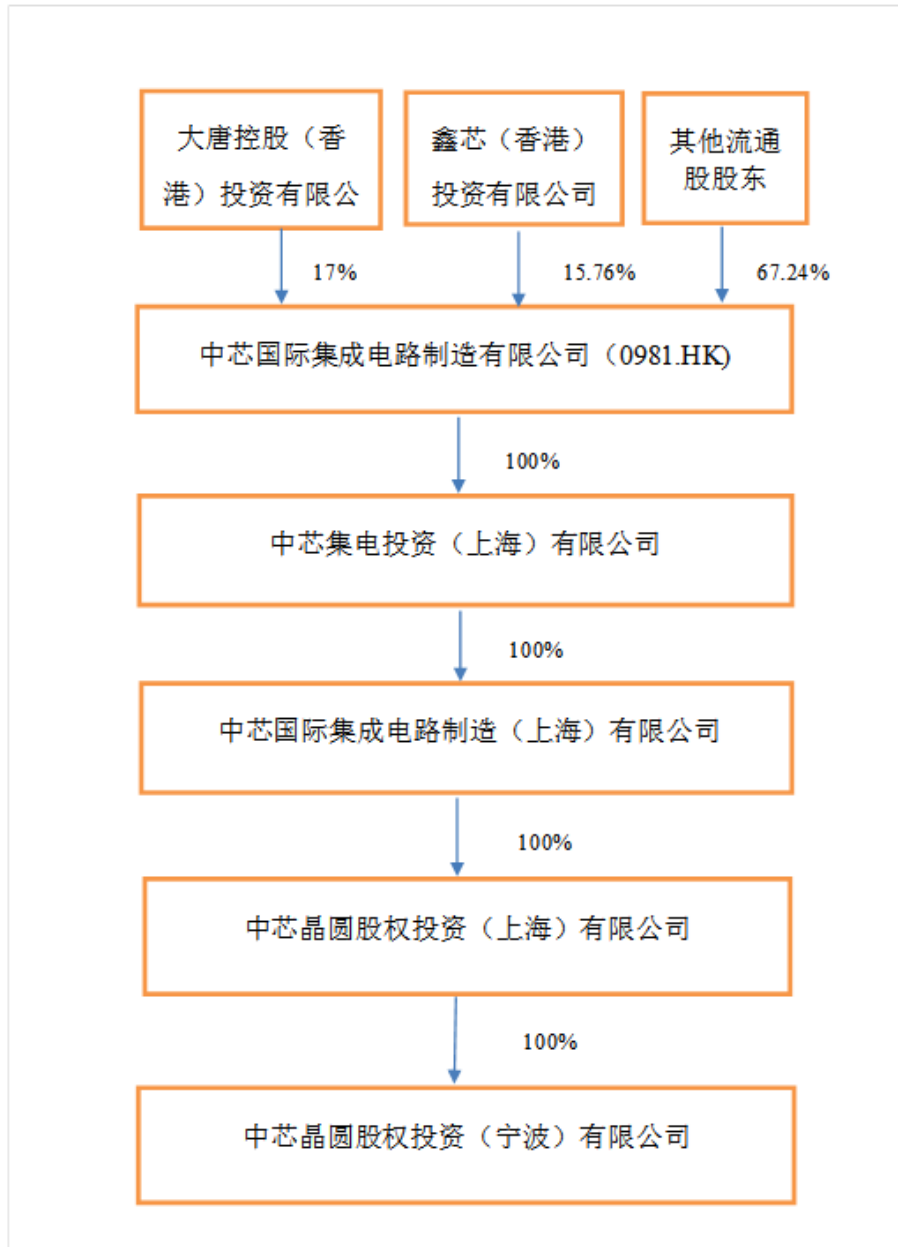 大唐控股（香
港）投资有限公
鑫芯（香港）
投资有限公司
其他流通
股股东
17%
15.76%
67.24%
中芯国际集成电路制造有限公司（0981.HK)
100%
中芯集电投资（上海）有限公司
100%
中芯国际集成电路制造（上海）有限公司
100%
中芯晶圆股权投资（上海）有限公司
100%
中芯晶圆股权投资（宁波）有限公司